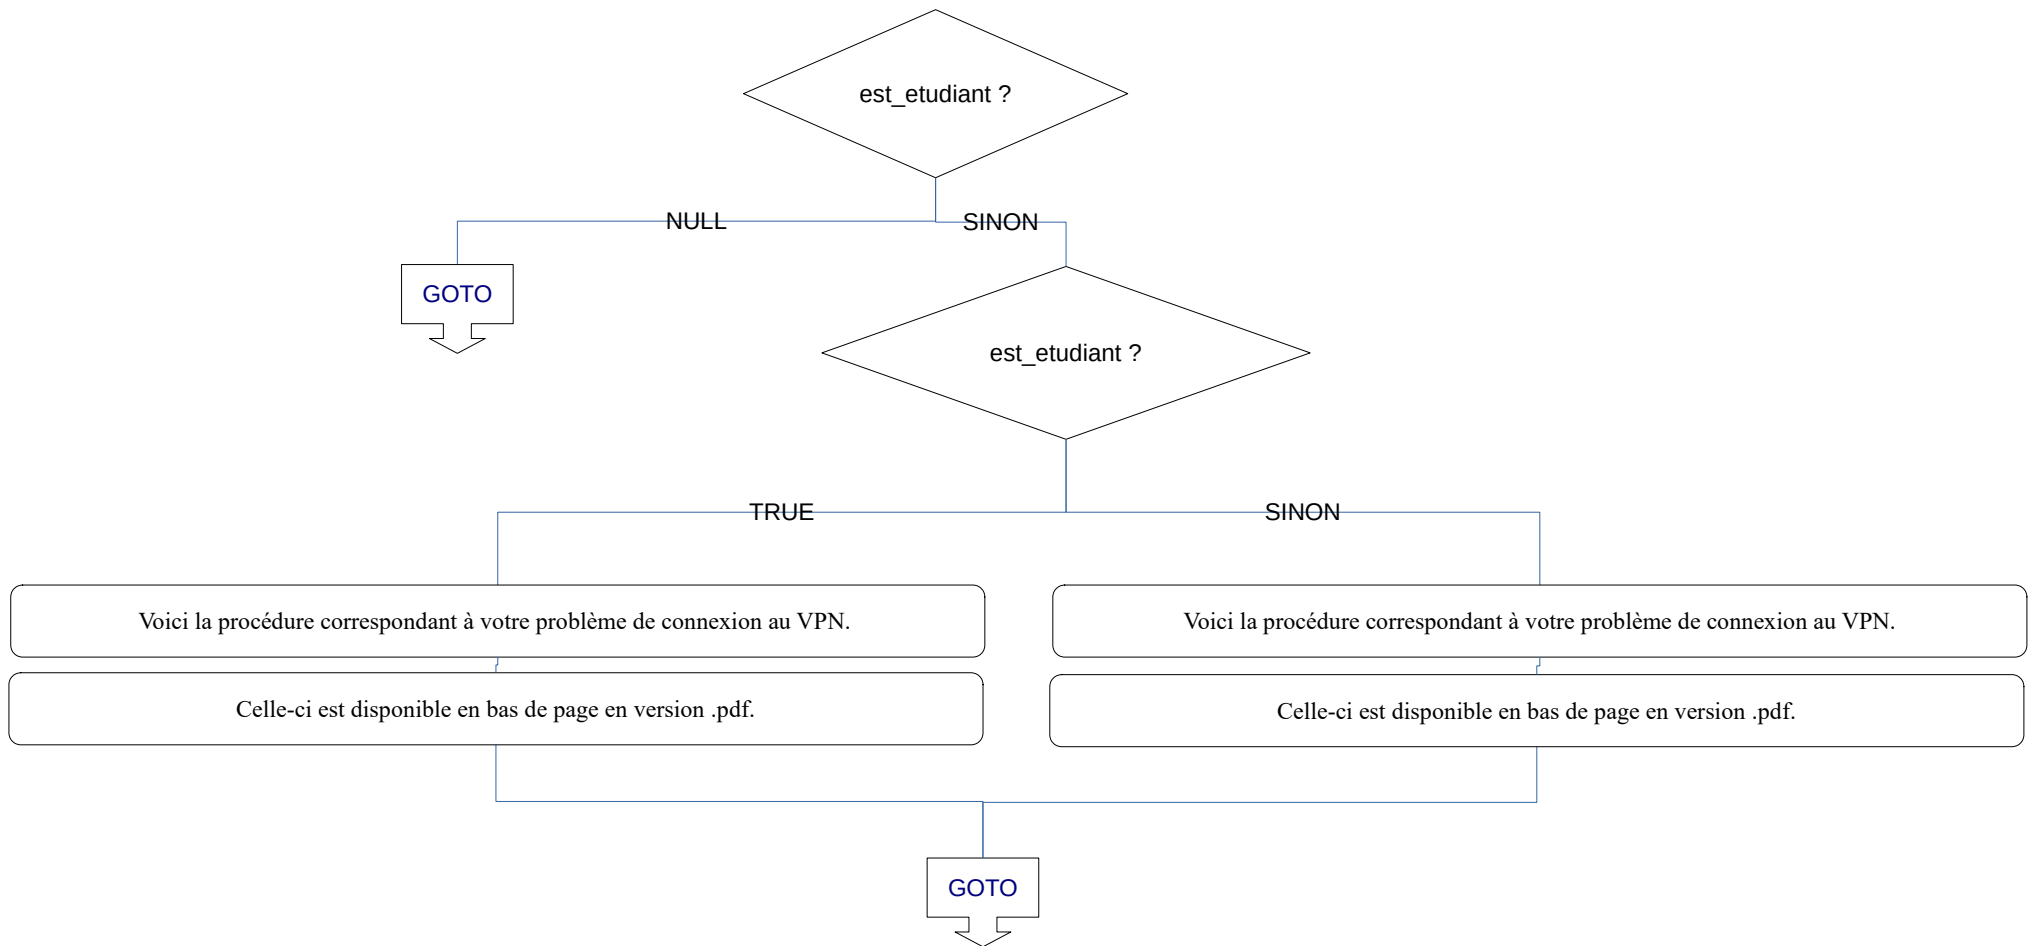 est_etudiant ?
NULL
SINON
GOTO
est_etudiant ?
TRUE
SINON
Voici la procédure correspondant à votre problème de connexion au VPN.
Voici la procédure correspondant à votre problème de connexion au VPN.
Celle-ci est disponible en bas de page en version .pdf.
Celle-ci est disponible en bas de page en version .pdf.
GOTO